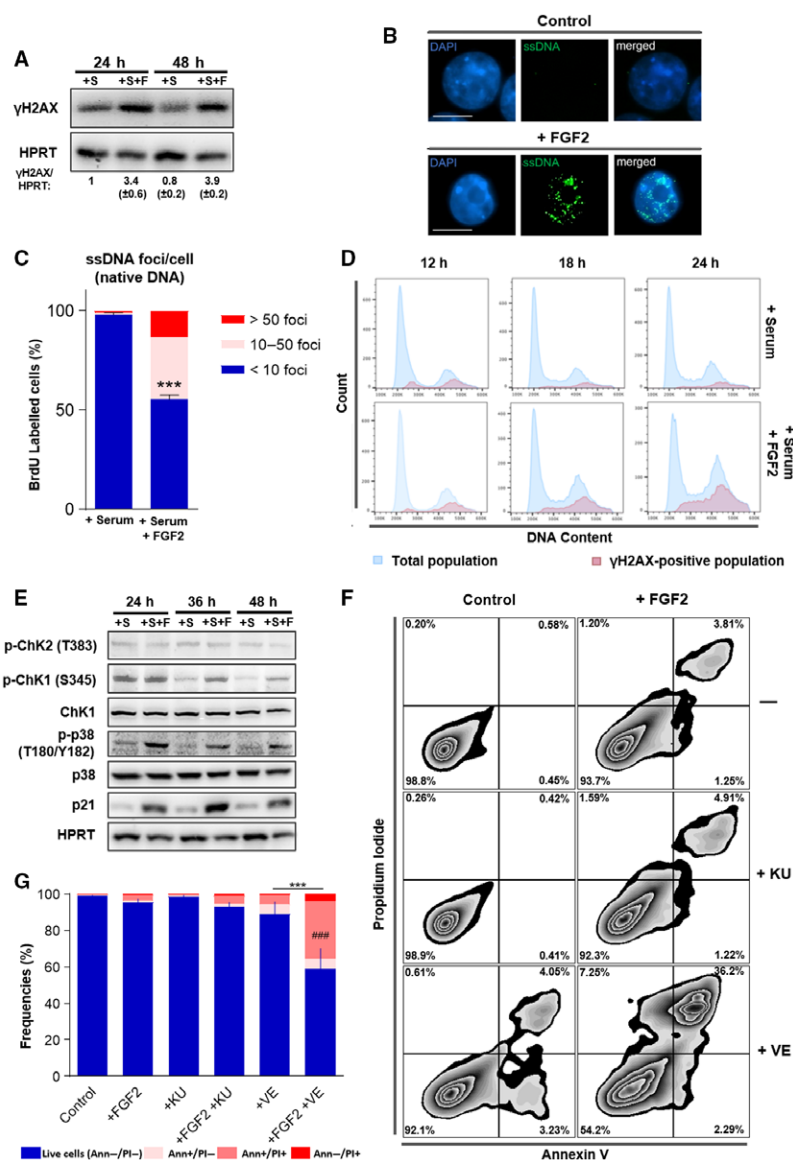 A
24 h 48 h
+S +S+F +S +S+F
γH2AX
HPRT
γH2AX/
HPRT: 1 3.4 0.8 3.9
(±0.6) (±0.2) (±0.2)
B
Control
DAPI ssDNA merged
+ FGF2
DAPI ssDNA merged
C
ssDNA foci/cell
(native DNA)
BrdU Labelled cells (%)
100
50
0
***
+ Serum + Serum
+ FGF2
> 50 foci
10–50 foci
< 10 foci
D
12 h 18 h 24 h
Count
+ Serum
+ Serum
+ FGF2
DNA Content
Total population γH2AX-positive population
E
24 h 36 h 48 h
+S +S+F +S +S+F +S +S+F
p-ChK2 (T383)
p-ChK1 (S345)
ChK1
p-p38
(T180/Y182)
p38
p21
HPRT
F
Control + FGF2
Propidium Iodide
0.20% 0.58% 1.20% 3.81%
—
98.8% 0.45% 93.7% 1.25%
0.26% 0.42% 1.59% 4.91%
+ KU
98.9% 0.41% 92.3% 1.22%
0.61% 4.05% 7.25% 36.2%
+ VE
92.1% 3.23% 54.2% 2.29%
Annexin V
G
Frequencies (%)
100
80
60
40
20
0
***
###
Control +FGF2 +KU +FGF2 +KU +VE +FGF2 +VE
Live cells (Ann–/PI–) Ann+/PI– Ann+/PI+ Ann–/PI+